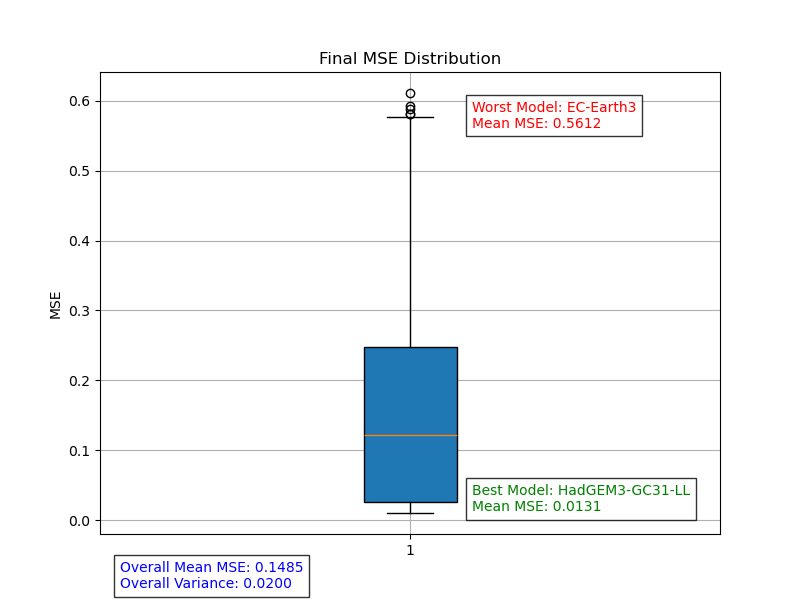 Final MSE Distribution
0.6
0.5
0.4
0.3
0.2
0.1
0.0
MSE
Worst Model: EC-Earth3
Mean MSE: 0.5612
Best Model: HadGEM3-GC31-LL
Mean MSE: 0.0131
1
Overall Mean MSE: 0.1485
Overall Variance: 0.0200